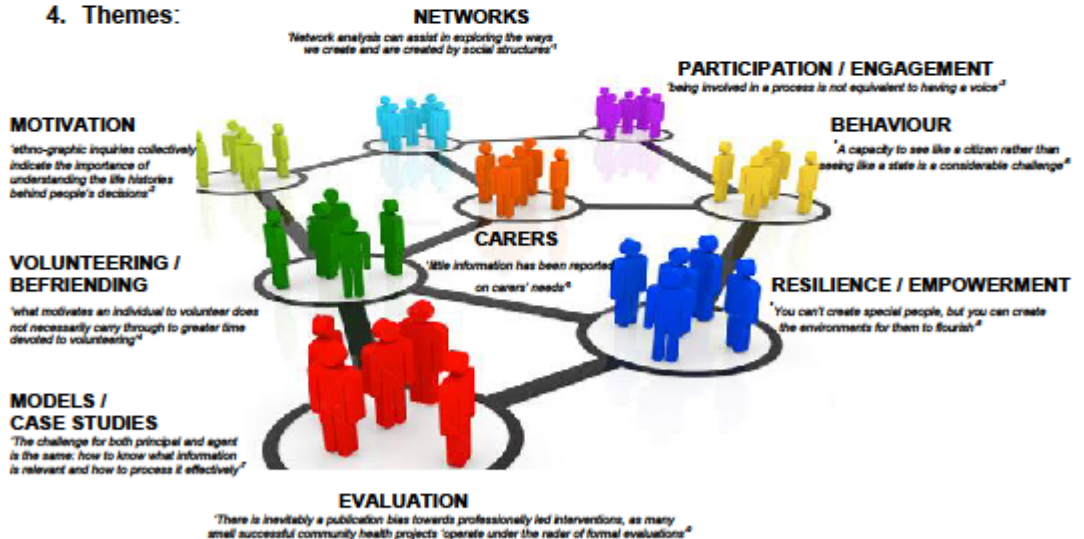 4. Themes:
NETWORKS
'Network analysis can assist in exploring the ways
we create and are created by social structures'¹
PARTICIPATION / ENGAGEMENT
'being involved in a process is not equivalent to having a voice'
MOTIVATION
'ethno-graphic inquiries collectively
indicate the importance of
understanding the life histories
behind people's decisions'
BEHAVIOUR
'A capacity to see like a citizen rather than
seeing like a state is a considerable challenge'
CARERS
'little information has been reported
on carers' needs'
VOLUNTEERING /
BEFRIENDING
'what motivates an individual to volunteer does
not necessarily carry through to greater time
devoted to volunteering'
RESILIENCE / EMPOWERMENT
'You can't create special people, but you can create
the environments for them to flourish'
MODELS /
CASE STUDIES
'The challenge for both principal and agent
is the same: how to know what information
is relevant and how to process it effectively'
EVALUATION
'There is inevitably a publication bias towards professionally led interventions, as many
small successful community health projects 'operate under the radar of formal evaluations'